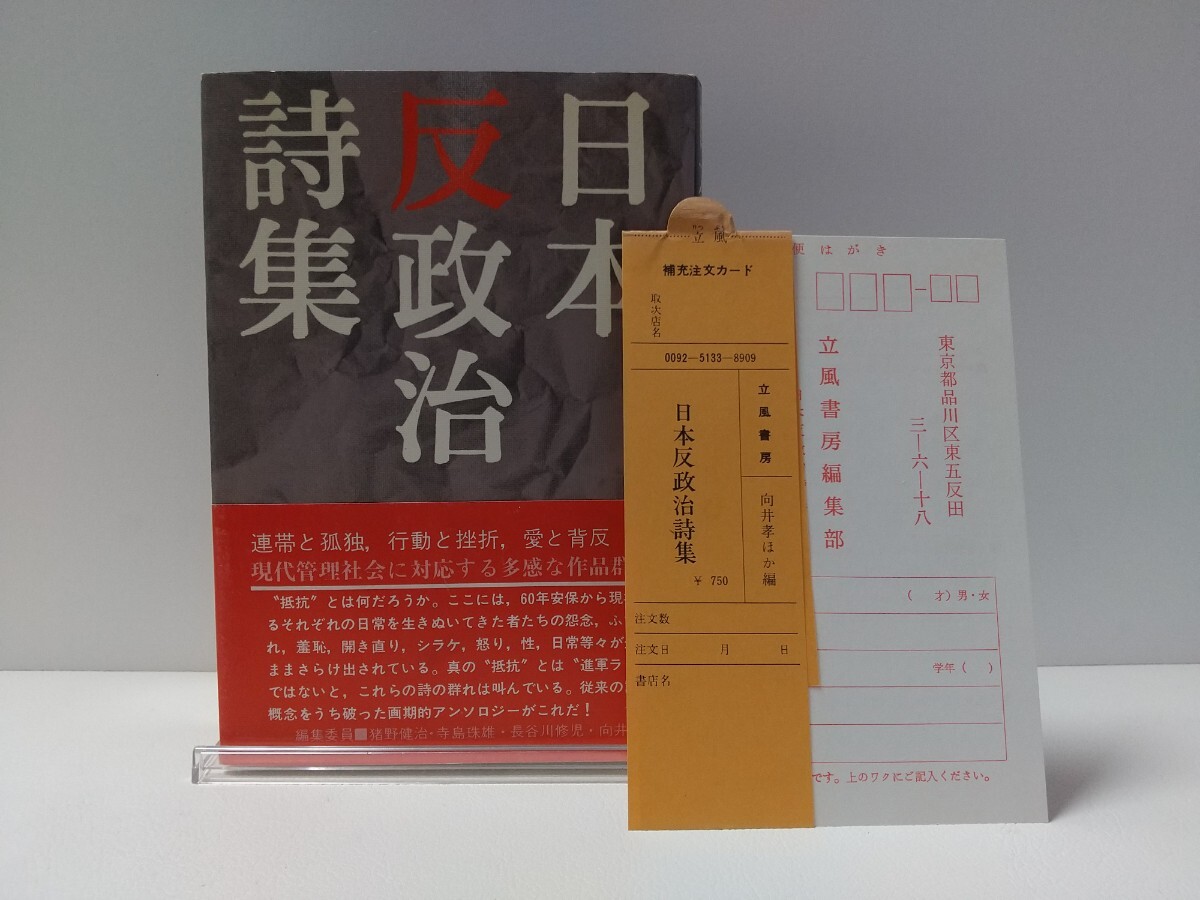 日本
反政治
詩集
連帯と孤独，行動と挫折，愛と背反
現代管理社会に対応する多感な作品群
〝抵抗〟とは何だろうか。ここには，60年安保から現
るそれぞれの日常を生きぬいてきた者たちの怨念，ふ
れ，羞恥，開き直り，シラケ，怒り，性，日常等々が
ままさらけ出されている。真の〝抵抗〟とは〝進軍ラ
ではないと，これらの詩の群れは叫んでいる。従来の
概念をうち破った画期的アンソロジーがこれだ！
編集委員■猪野健治・寺島珠雄・長谷川修児・向井
立風
補充注文カード
取次店名
0092－5133－8909
立風書房
向井孝ほか編
日本反政治詩集
￥750
注文数
注文日 月 日
書店名
便はがき
東京都品川区東五反田
三－六－十八
立風書房編集部
（ 才）男・女
学年（ ）
です。上のワクにご記入ください。